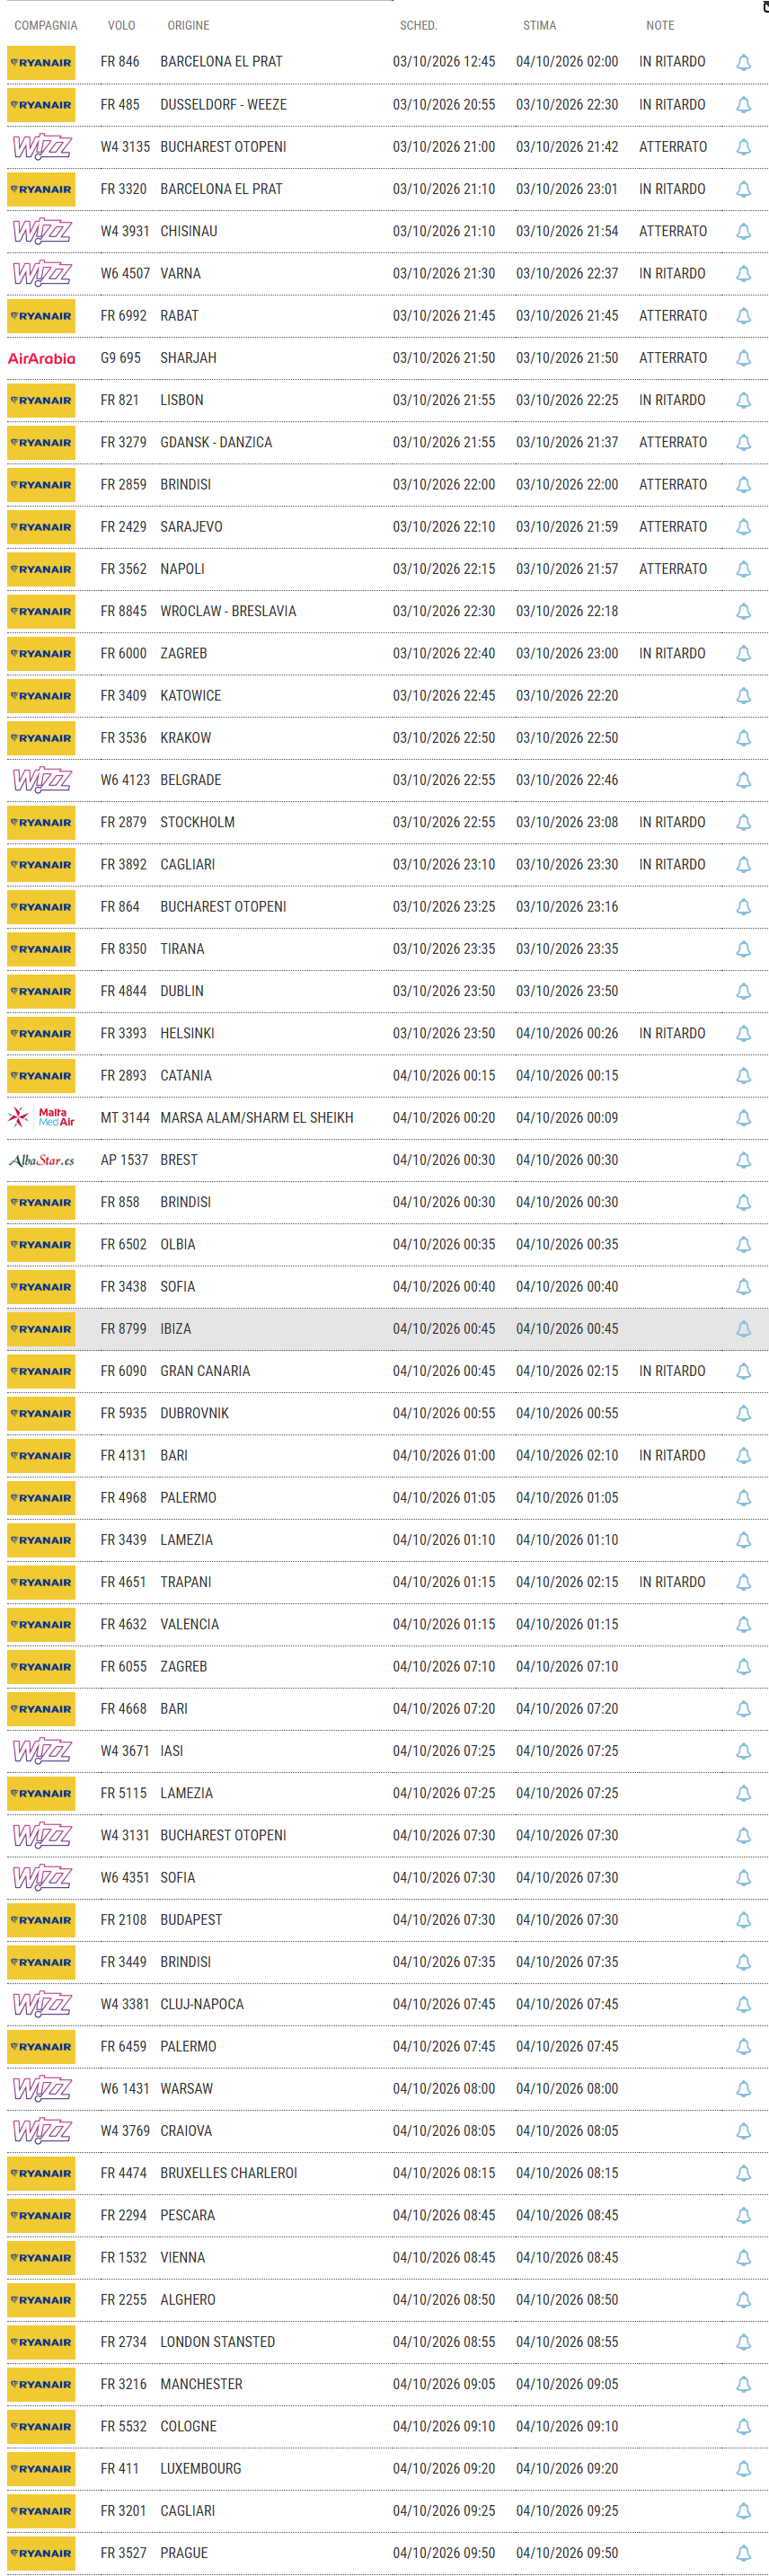 COMPAGNIA VOLO ORIGINE SCHED. STIMA NOTE
RYANAIR FR 846 BARCELONA EL PRAT 03/10/2026 12:45 04/10/2026 02:00 IN RITARDO
RYANAIR FR 485 DUSSELDORF - WEEZE 03/10/2026 20:55 03/10/2026 22:30 IN RITARDO
WIZZ W4 3135 BUCHAREST OTOPENI 03/10/2026 21:00 03/10/2026 21:42 ATTERRATO
RYANAIR FR 3320 BARCELONA EL PRAT 03/10/2026 21:10 03/10/2026 23:01 IN RITARDO
WIZZ W4 3931 CHISINAU 03/10/2026 21:10 03/10/2026 21:54 ATTERRATO
WIZZ W6 4507 VARNA 03/10/2026 21:30 03/10/2026 22:37 IN RITARDO
RYANAIR FR 6992 RABAT 03/10/2026 21:45 03/10/2026 21:45 ATTERRATO
AirArabia G9 695 SHARJAH 03/10/2026 21:50 03/10/2026 21:50 ATTERRATO
RYANAIR FR 821 LISBON 03/10/2026 21:55 03/10/2026 22:25 IN RITARDO
RYANAIR FR 3279 GDANSK - DANZICA 03/10/2026 21:55 03/10/2026 21:37 ATTERRATO
RYANAIR FR 2859 BRINDISI 03/10/2026 22:00 03/10/2026 22:00 ATTERRATO
RYANAIR FR 2429 SARAJEVO 03/10/2026 22:10 03/10/2026 21:59 ATTERRATO
RYANAIR FR 3562 NAPOLI 03/10/2026 22:15 03/10/2026 21:57 ATTERRATO
RYANAIR FR 8845 WROCLAW - BRESLAVIA 03/10/2026 22:30 03/10/2026 22:18
RYANAIR FR 6000 ZAGREB 03/10/2026 22:40 03/10/2026 23:00 IN RITARDO
RYANAIR FR 3409 KATOWICE 03/10/2026 22:45 03/10/2026 22:20
RYANAIR FR 3536 KRAKOW 03/10/2026 22:50 03/10/2026 22:50
WIZZ W6 4123 BELGRADE 03/10/2026 22:55 03/10/2026 22:46
RYANAIR FR 2879 STOCKHOLM 03/10/2026 22:55 03/10/2026 23:08 IN RITARDO
RYANAIR FR 3892 CAGLIARI 03/10/2026 23:10 03/10/2026 23:30 IN RITARDO
RYANAIR FR 864 BUCHAREST OTOPENI 03/10/2026 23:25 03/10/2026 23:16
RYANAIR FR 8350 TIRANA 03/10/2026 23:35 03/10/2026 23:35
RYANAIR FR 4844 DUBLIN 03/10/2026 23:50 03/10/2026 23:50
RYANAIR FR 3393 HELSINKI 03/10/2026 23:50 04/10/2026 00:26 IN RITARDO
RYANAIR FR 2893 CATANIA 04/10/2026 00:15 04/10/2026 00:15
Malta MedAir MT 3144 MARSA ALAM/SHARM EL SHEIKH 04/10/2026 00:20 04/10/2026 00:09
AlbaStar.es AP 1537 BREST 04/10/2026 00:30 04/10/2026 00:30
RYANAIR FR 858 BRINDISI 04/10/2026 00:30 04/10/2026 00:30
RYANAIR FR 6502 OLBIA 04/10/2026 00:35 04/10/2026 00:35
RYANAIR FR 3438 SOFIA 04/10/2026 00:40 04/10/2026 00:40
RYANAIR FR 8799 IBIZA 04/10/2026 00:45 04/10/2026 00:45
RYANAIR FR 6090 GRAN CANARIA 04/10/2026 00:45 04/10/2026 02:15 IN RITARDO
RYANAIR FR 5935 DUBROVNIK 04/10/2026 00:55 04/10/2026 00:55
RYANAIR FR 4131 BARI 04/10/2026 01:00 04/10/2026 02:10 IN RITARDO
RYANAIR FR 4968 PALERMO 04/10/2026 01:05 04/10/2026 01:05
RYANAIR FR 3439 LAMEZIA 04/10/2026 01:10 04/10/2026 01:10
RYANAIR FR 4651 TRAPANI 04/10/2026 01:15 04/10/2026 02:15 IN RITARDO
RYANAIR FR 4632 VALENCIA 04/10/2026 01:15 04/10/2026 01:15
RYANAIR FR 6055 ZAGREB 04/10/2026 07:10 04/10/2026 07:10
RYANAIR FR 4668 BARI 04/10/2026 07:20 04/10/2026 07:20
WIZZ W4 3671 IASI 04/10/2026 07:25 04/10/2026 07:25
RYANAIR FR 5115 LAMEZIA 04/10/2026 07:25 04/10/2026 07:25
WIZZ W4 3131 BUCHAREST OTOPENI 04/10/2026 07:30 04/10/2026 07:30
WIZZ W6 4351 SOFIA 04/10/2026 07:30 04/10/2026 07:30
RYANAIR FR 2108 BUDAPEST 04/10/2026 07:30 04/10/2026 07:30
RYANAIR FR 3449 BRINDISI 04/10/2026 07:35 04/10/2026 07:35
WIZZ W4 3381 CLUJ-NAPOCA 04/10/2026 07:45 04/10/2026 07:45
RYANAIR FR 6459 PALERMO 04/10/2026 07:45 04/10/2026 07:45
WIZZ W6 1431 WARSAW 04/10/2026 08:00 04/10/2026 08:00
WIZZ W4 3769 CRAIOVA 04/10/2026 08:05 04/10/2026 08:05
RYANAIR FR 4474 BRUXELLES CHARLEROI 04/10/2026 08:15 04/10/2026 08:15
RYANAIR FR 2294 PESCARA 04/10/2026 08:45 04/10/2026 08:45
RYANAIR FR 1532 VIENNA 04/10/2026 08:45 04/10/2026 08:45
RYANAIR FR 2255 ALGHERO 04/10/2026 08:50 04/10/2026 08:50
RYANAIR FR 2734 LONDON STANSTED 04/10/2026 08:55 04/10/2026 08:55
RYANAIR FR 3216 MANCHESTER 04/10/2026 09:05 04/10/2026 09:05
RYANAIR FR 5532 COLOGNE 04/10/2026 09:10 04/10/2026 09:10
RYANAIR FR 411 LUXEMBOURG 04/10/2026 09:20 04/10/2026 09:20
RYANAIR FR 3201 CAGLIARI 04/10/2026 09:25 04/10/2026 09:25
RYANAIR FR 3527 PRAGUE 04/10/2026 09:50 04/10/2026 09:50